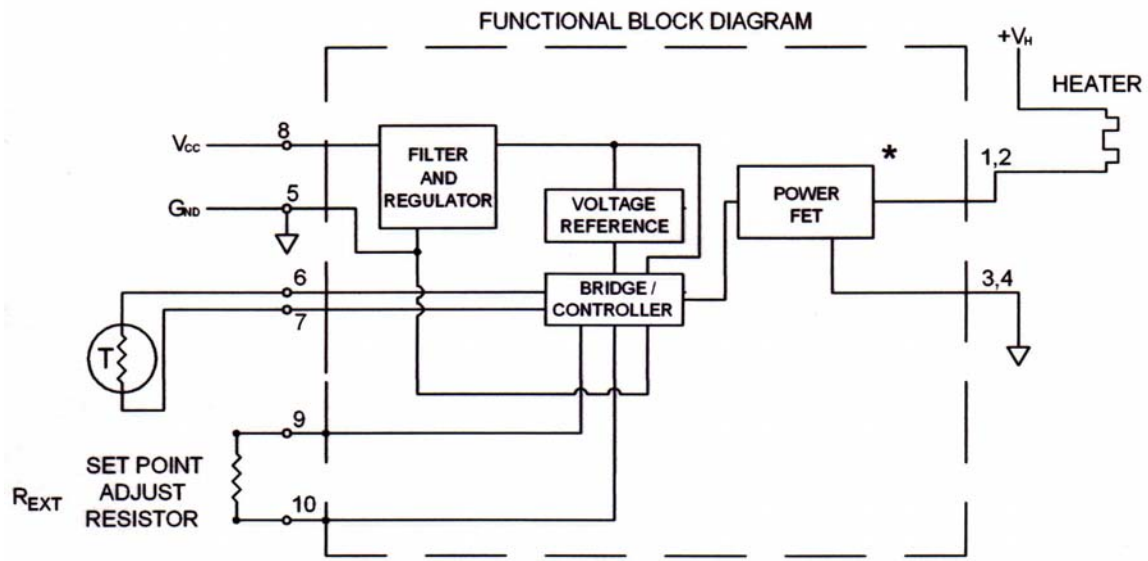 FUNCTIONAL BLOCK DIAGRAM
+VH
HEATER
VCC
8
FILTER
AND
REGULATOR
*
1,2
GND
5
VOLTAGE
REFERENCE
POWER
FET
6
BRIDGE /
CONTROLLER
3,4
7
T
9
SET POINT
ADJUST
RESISTOR
REXT
10